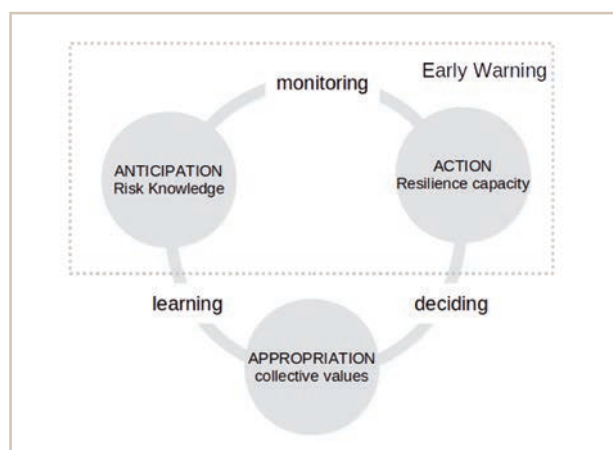 Early Warning
monitoring
ANTICIPATION
Risk Knowledge
ACTION
Resilience capacity
learning
deciding
APPROPRIATION
collective values